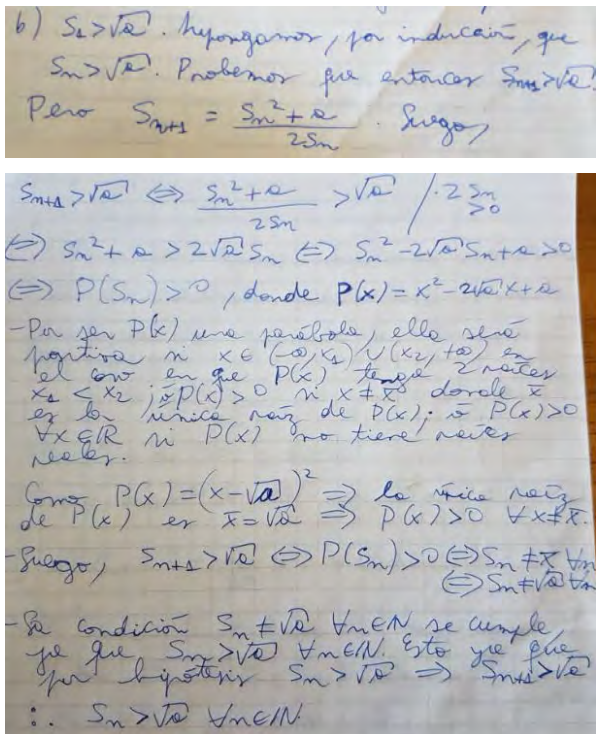 b) S₁ > √a. Supongamos, por inducción, que
Sn > √a. Probemos que entonces Sn+1 > √a.
Pero Sn+1 = (Sn² + a) / 2Sn. Luego,
Sn+1 > √a ⇔ (Sn² + a) / 2Sn > √a / · 2Sn > 0
⇔ Sn² + a > 2√a Sn ⇔ Sn² - 2√a Sn + a > 0
⇔ P(Sn) > 0, donde P(x) = x² - 2√a x + a
- Por ser P(x) una parábola, ella será
positiva si x ∈ (-∞, x₁) ∪ (x₂, +∞) en
el caso en que P(x) tenga 2 raíces
x₁ < x₂; ó P(x) > 0 si x ≠ x̄ donde x̄
es la única raíz de P(x); ó P(x) > 0
∀x ∈ ℝ si P(x) no tiene raíces
reales.
Como P(x) = (x - √a)² ⇒ la única raíz
de P(x) es x̄ = √a ⇒ P(x) > 0 ∀x ≠ x̄.
- Luego, Sn+1 > √a ⇔ P(Sn) > 0 ⇔ Sn ≠ x̄ ∀n
⇔ Sn ≠ √a ∀n
- La condición Sn ≠ √a ∀n ∈ ℕ se cumple,
ya que Sn > √a ∀n ∈ ℕ. Esto ya que
por hipótesis Sn > √a ⇒ Sn+1 > √a
∴ Sn > √a ∀n ∈ ℕ.